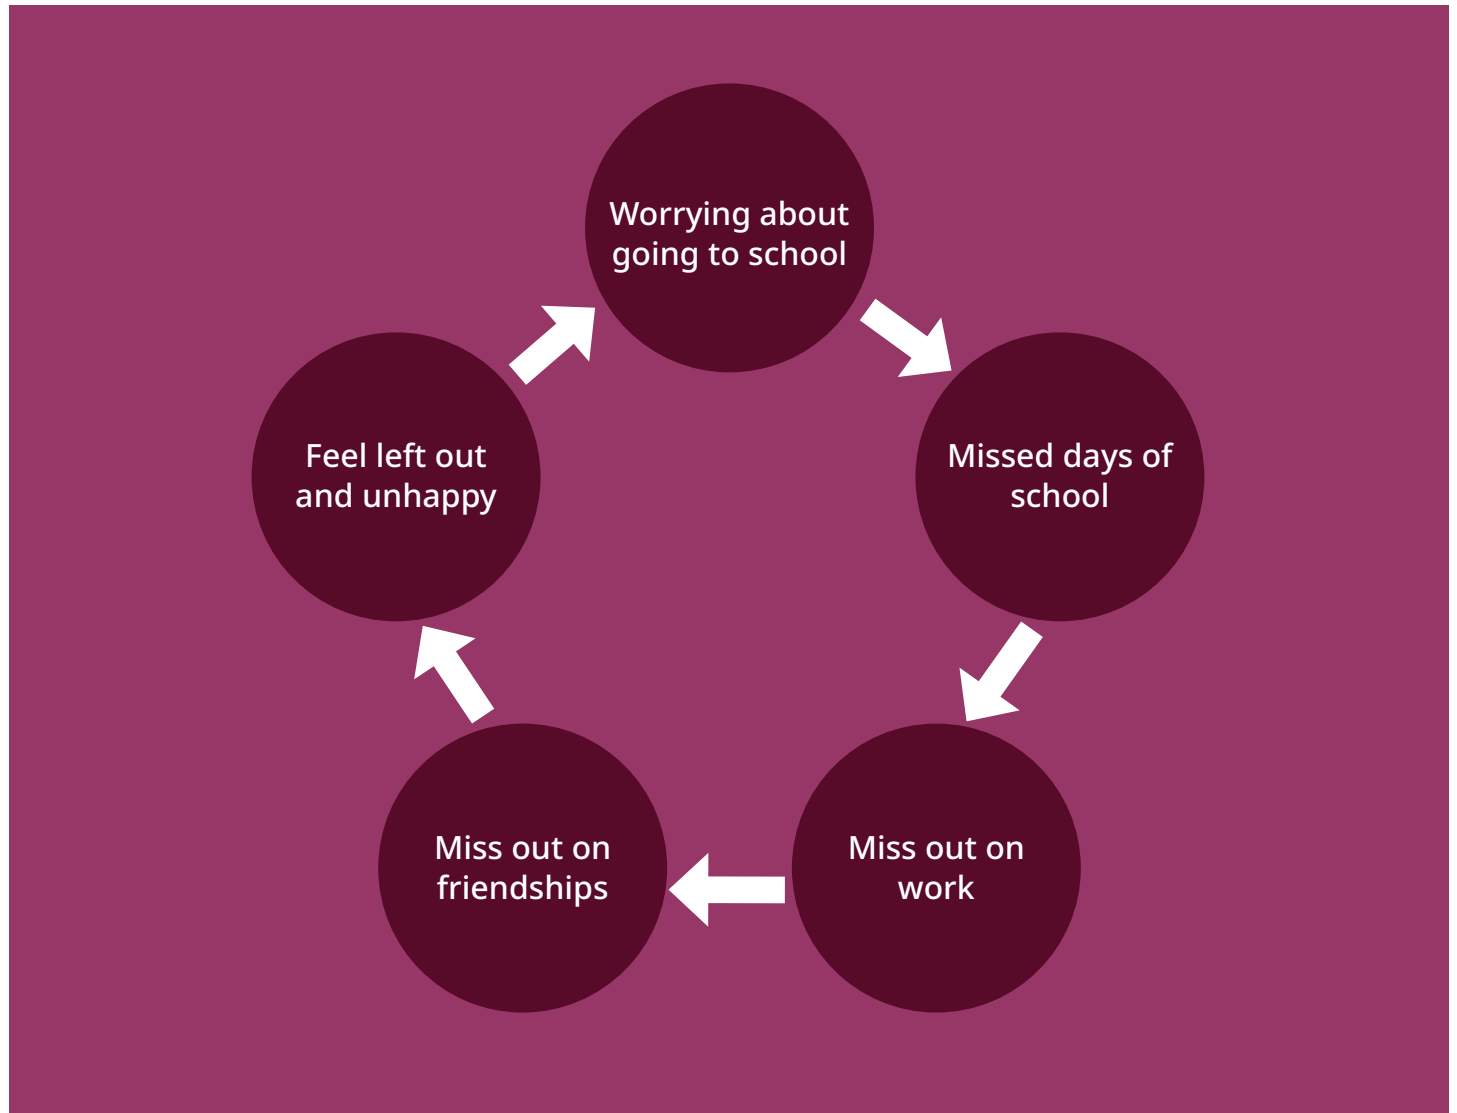 Worrying about
going to school
Missed days of
school
Miss out on
work
Miss out on
friendships
Feel left out
and unhappy